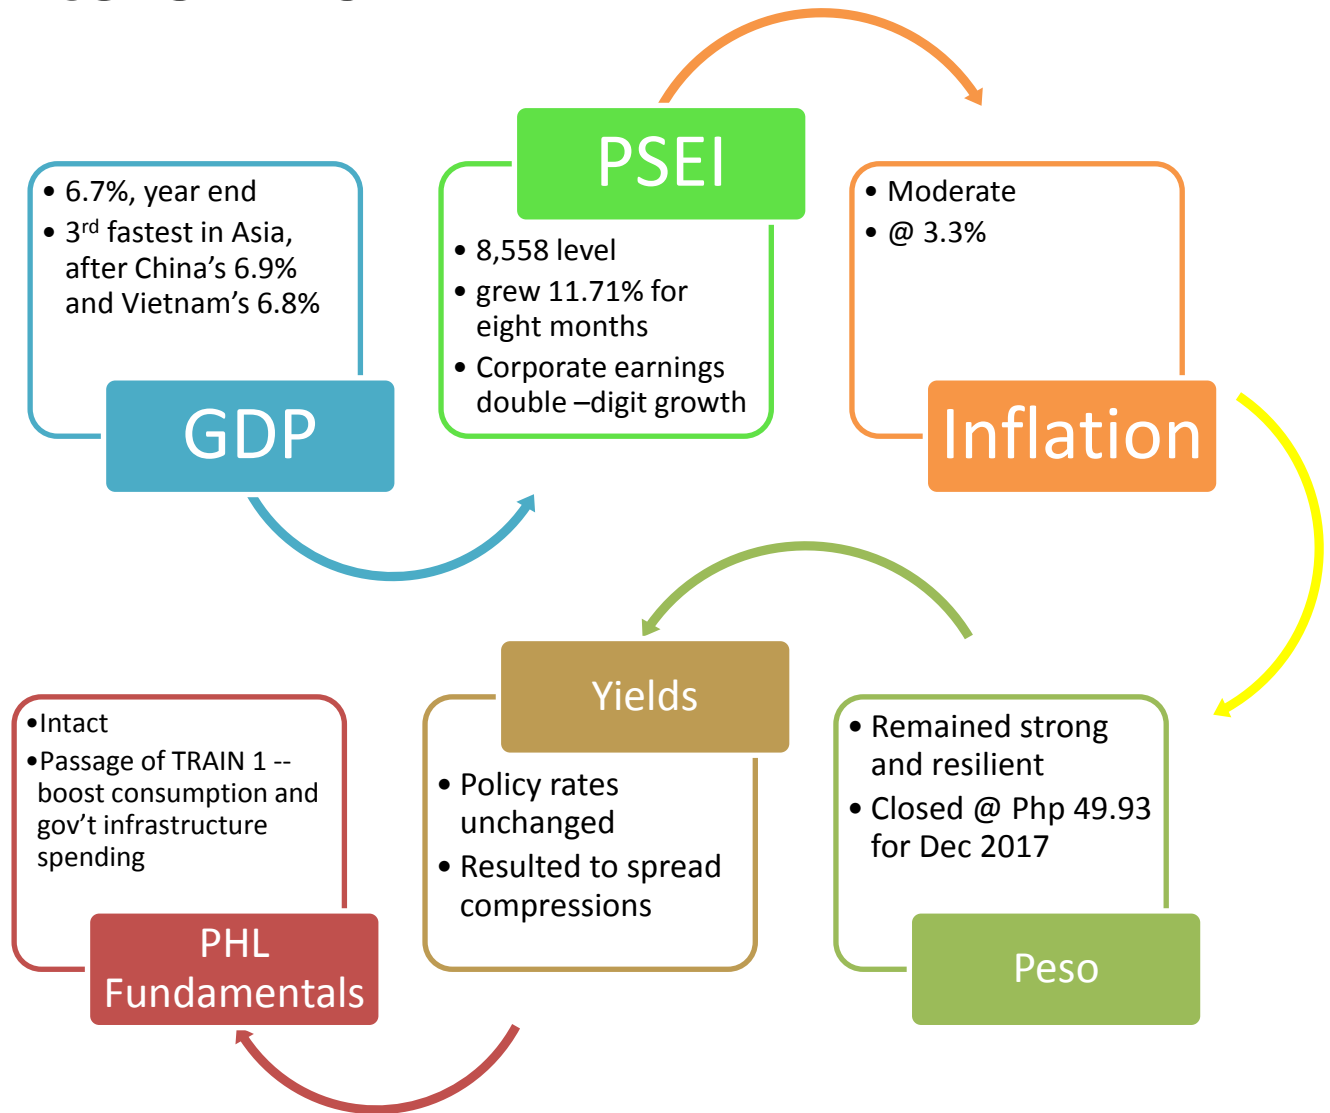 • 6.7%, year end
• 3rd fastest in Asia,
after China's 6.9%
and Vietnam's 6.8%
GDP
PSEI
• 8,558 level
• grew 11.71% for
eight months
• Corporate earnings
double –digit growth
• Moderate
• @ 3.3%
Inflation
• Remained strong
and resilient
• Closed @ Php 49.93
for Dec 2017
Peso
Yields
• Policy rates
unchanged
• Resulted to spread
compressions
•Intact
•Passage of TRAIN 1 --
boost consumption and
gov't infrastructure
spending
PHL
Fundamentals